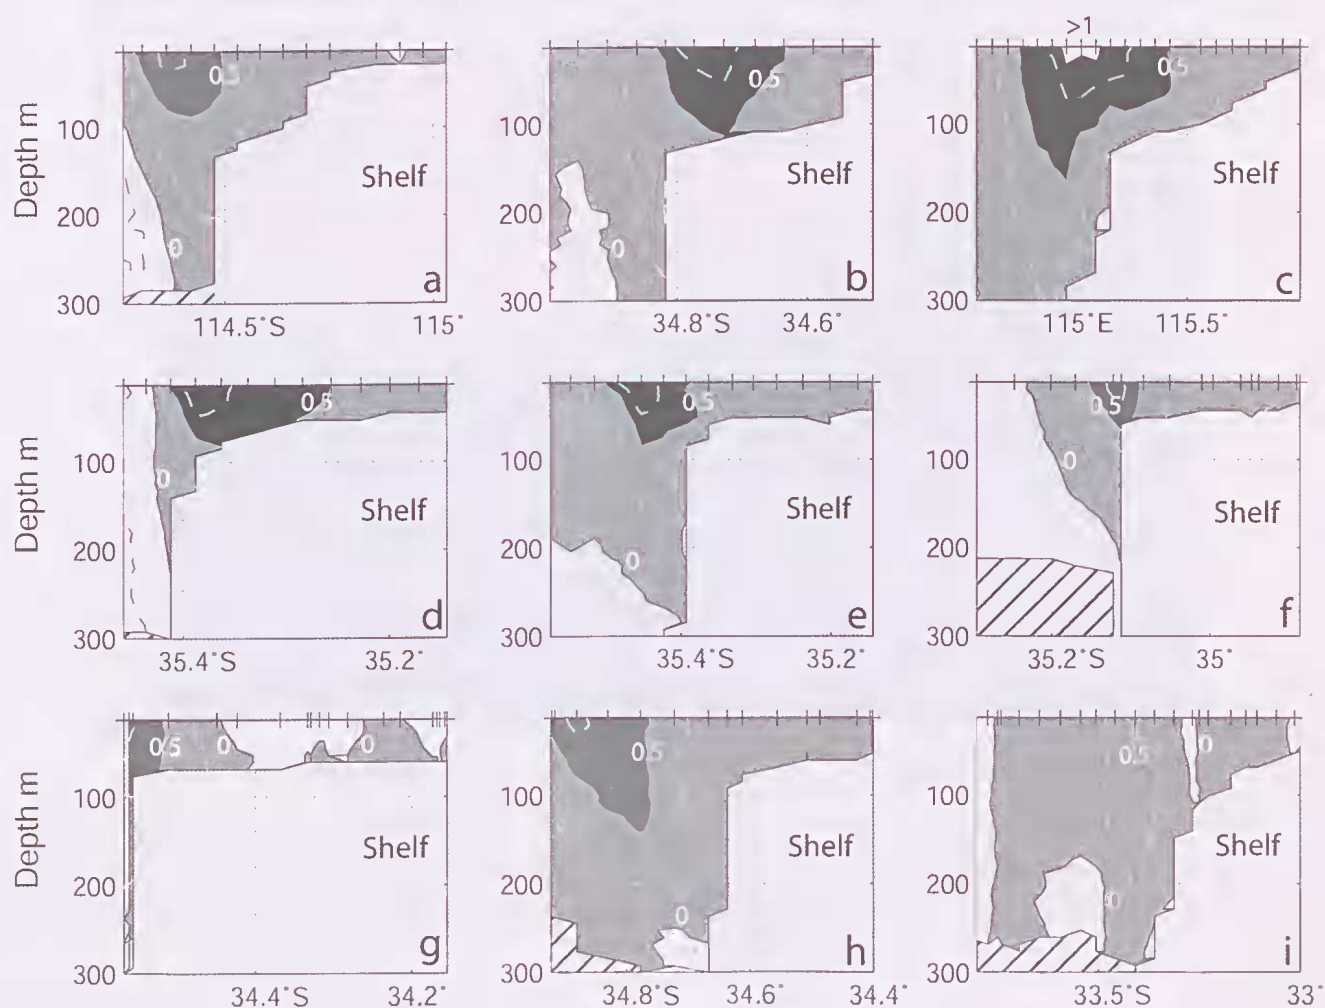 >1
0.5 0.5 0.5
Depth m 100 Shelf 100 Shelf 100 Shelf
200 200 200
0 a 0 b c
300 300 300
114.5°S 115° 34.8°S 34.6° 115°E 115.5°
0.5 0.5 0.5
Depth m 100 0 Shelf 100 Shelf 100 0 Shelf
200 200 0 200
d e f
300 300 300
35.4°S 35.2° 35.4°S 35.2° 35.2°S 35°
0.5 0 0 0.5 0.5 0
Depth m 100 Shelf 100 Shelf 100 Shelf
200 200 0 200 0
g h i
300 300 300
34.4°S 34.2° 34.8°S 34.6° 34.4° 33.5°S 33°